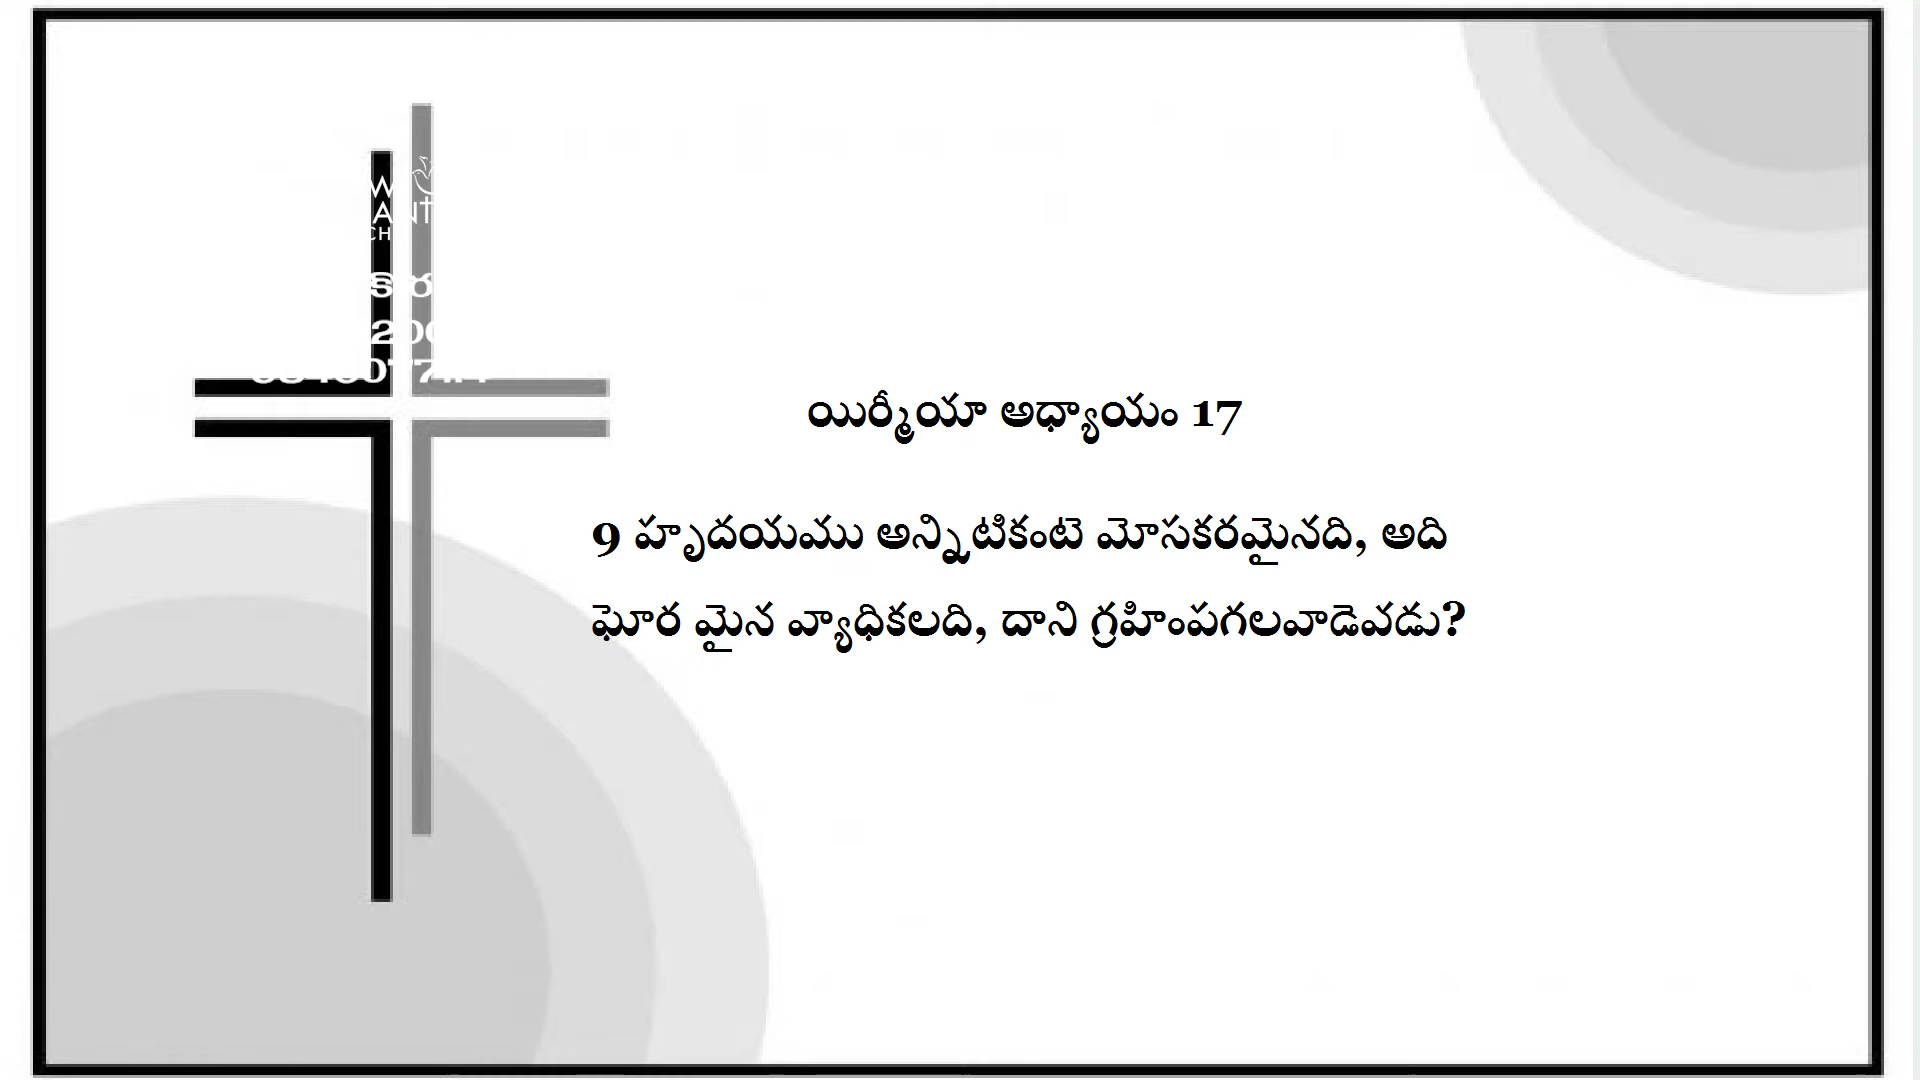 యిర్మీయా అధ్యాయం 17
9 హృదయము అన్నిటికంటె మోసకరమైనది, అది
ఘోర మైన వ్యాధికలది, దాని గ్రహింపగలవాడెవడు?